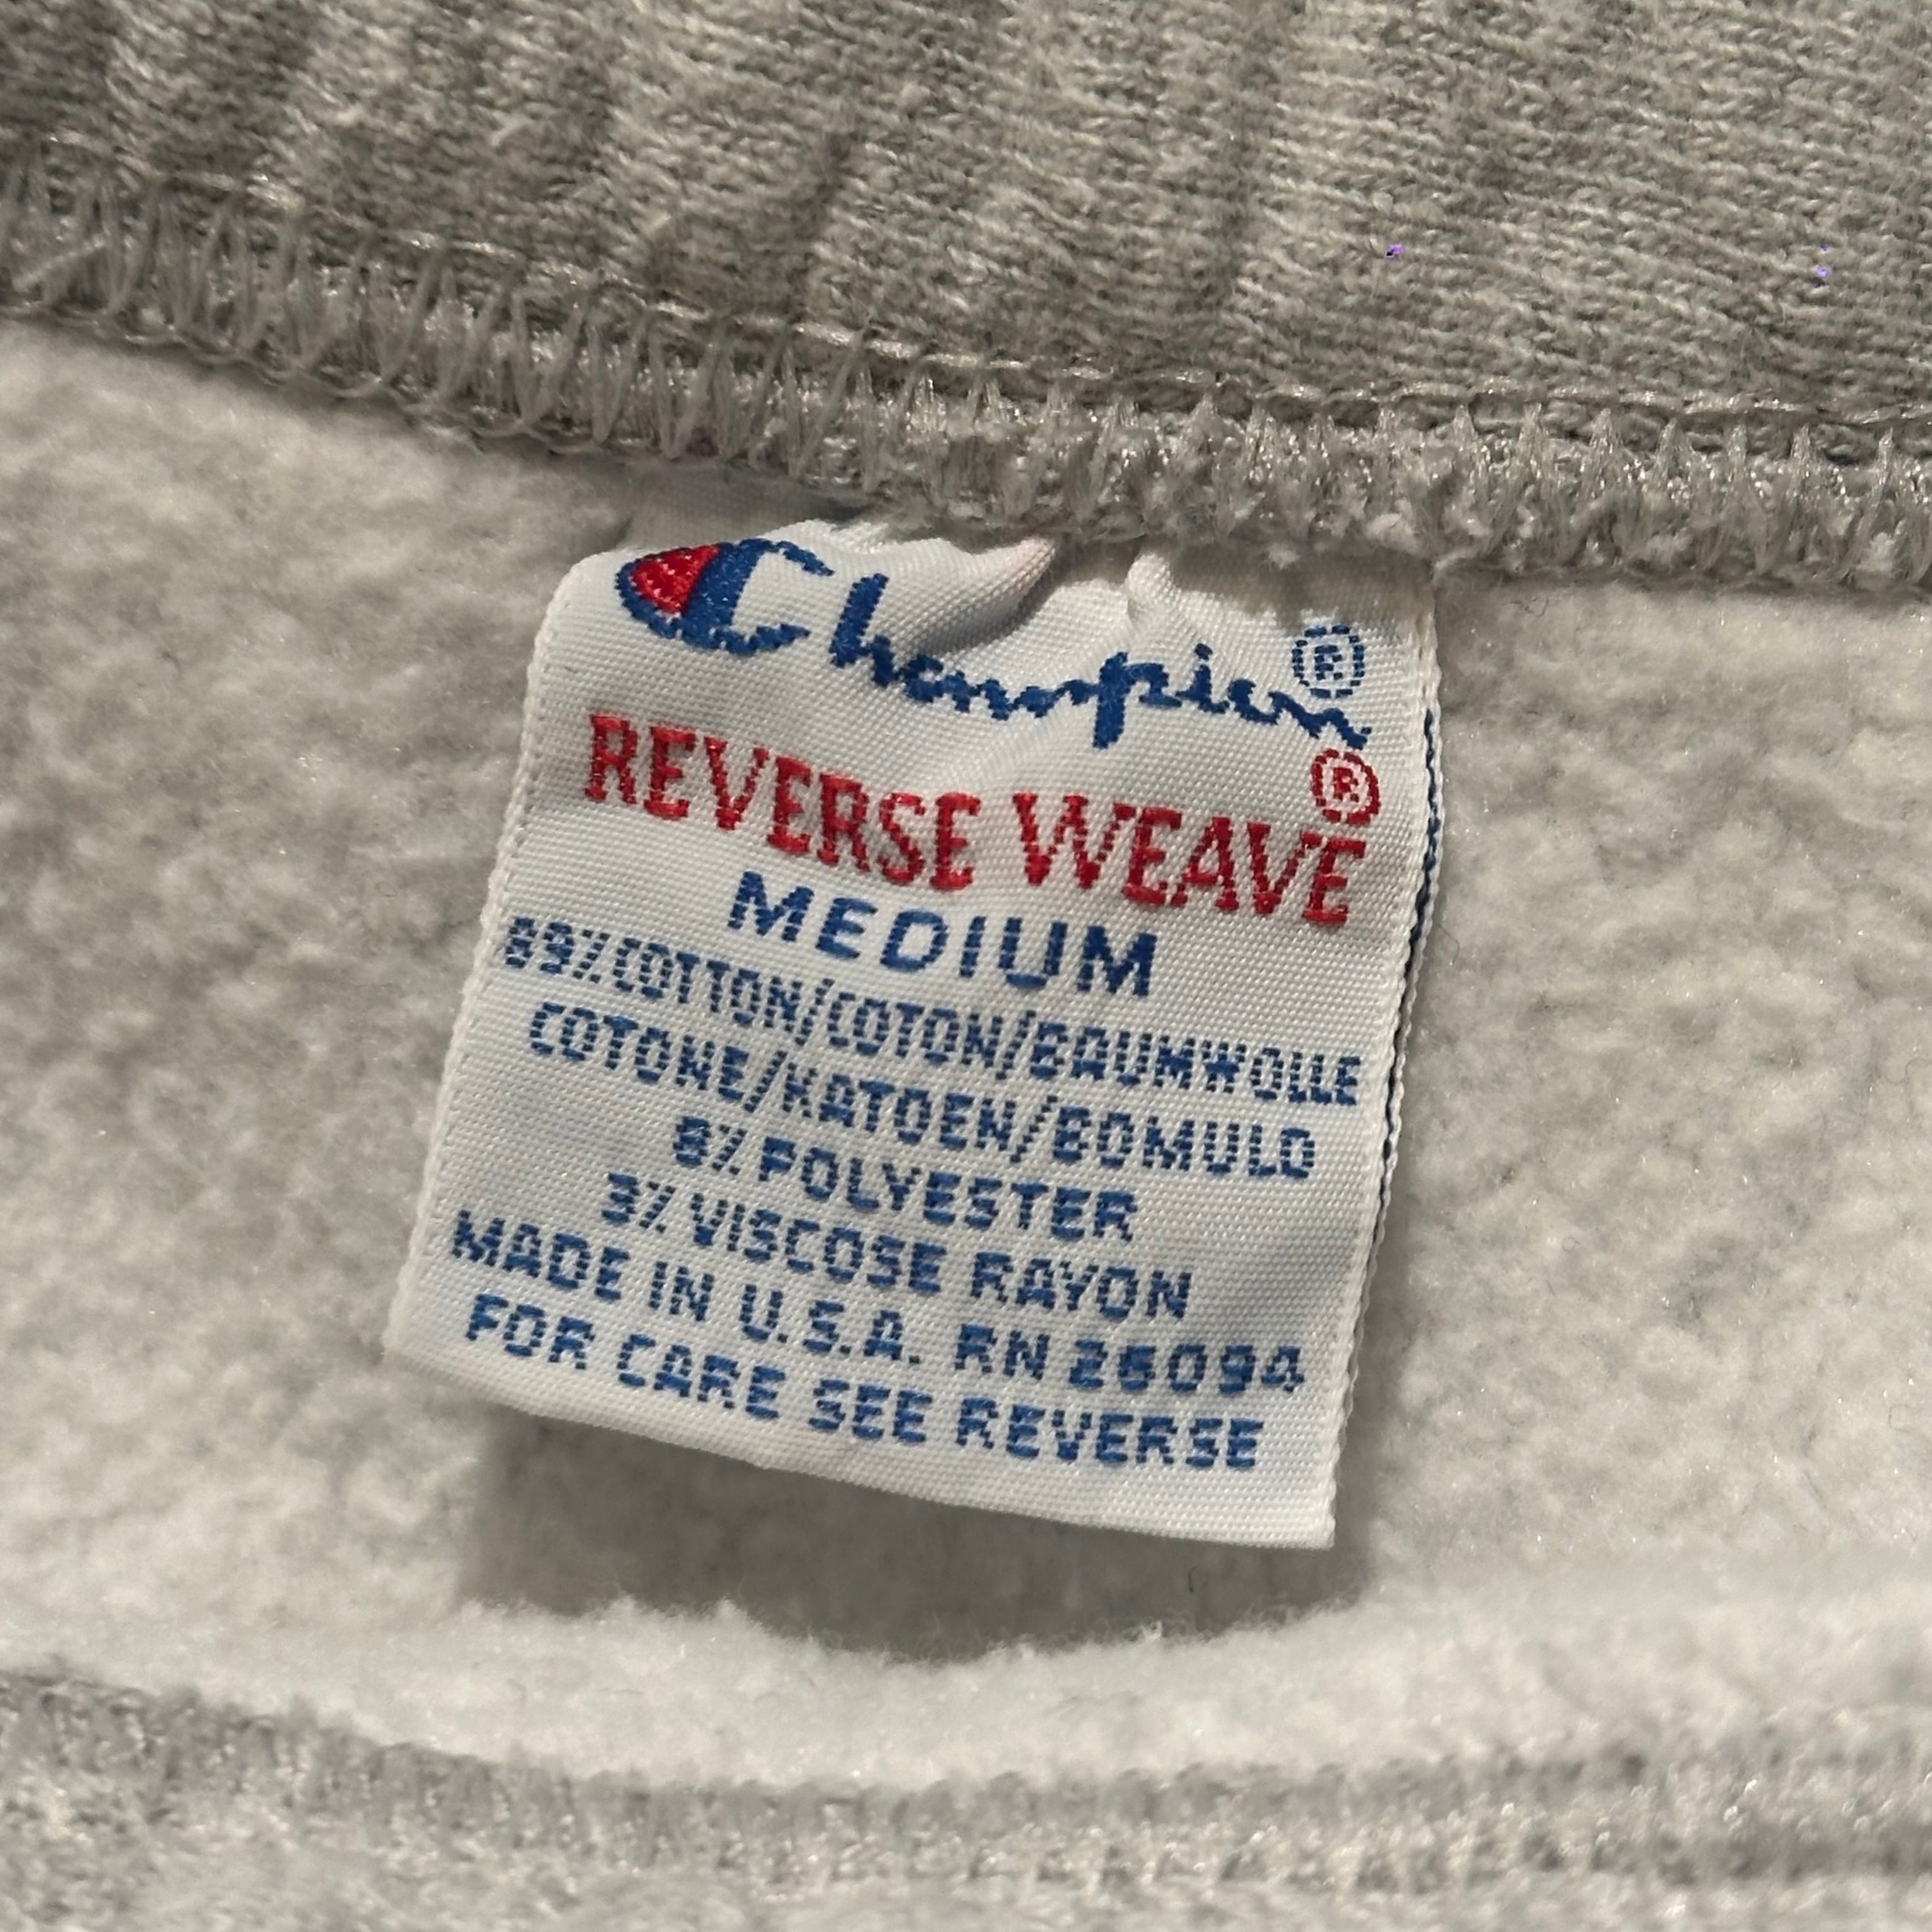 Champion®
REVERSE WEAVE®
MEDIUM
89% COTTON/COTON/BAUMWOLLE
COTONE/KATOEN/BOMULD
8% POLYESTER
3% VISCOSE RAYON
MADE IN U.S.A. RN 26094
FOR CARE SEE REVERSE